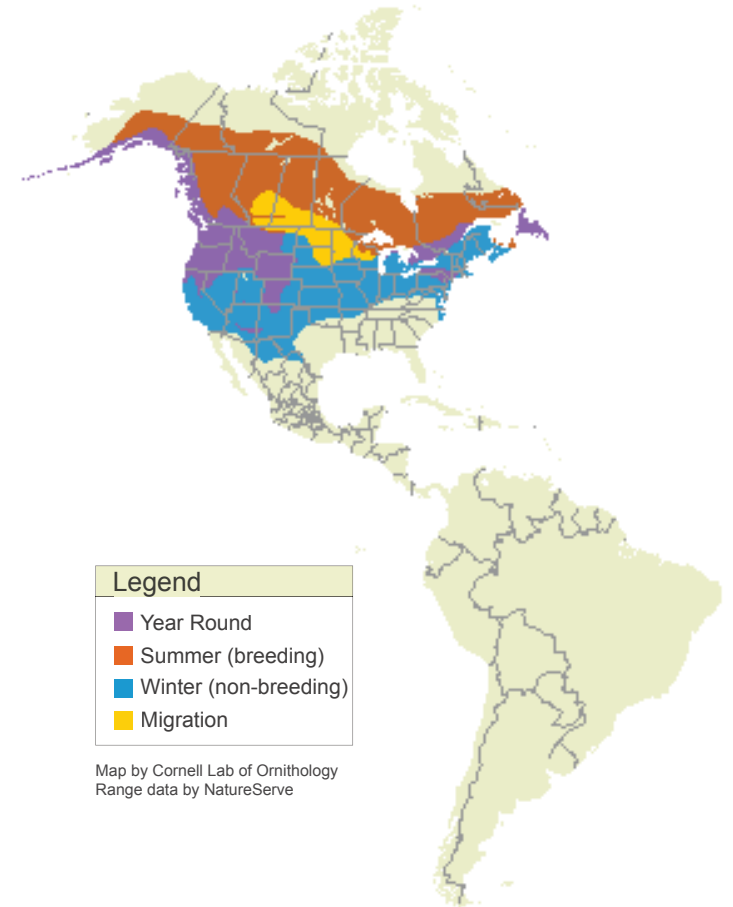 Legend
Year Round
Summer (breeding)
Winter (non-breeding)
Migration
Map by Cornell Lab of Ornithology
Range data by NatureServe